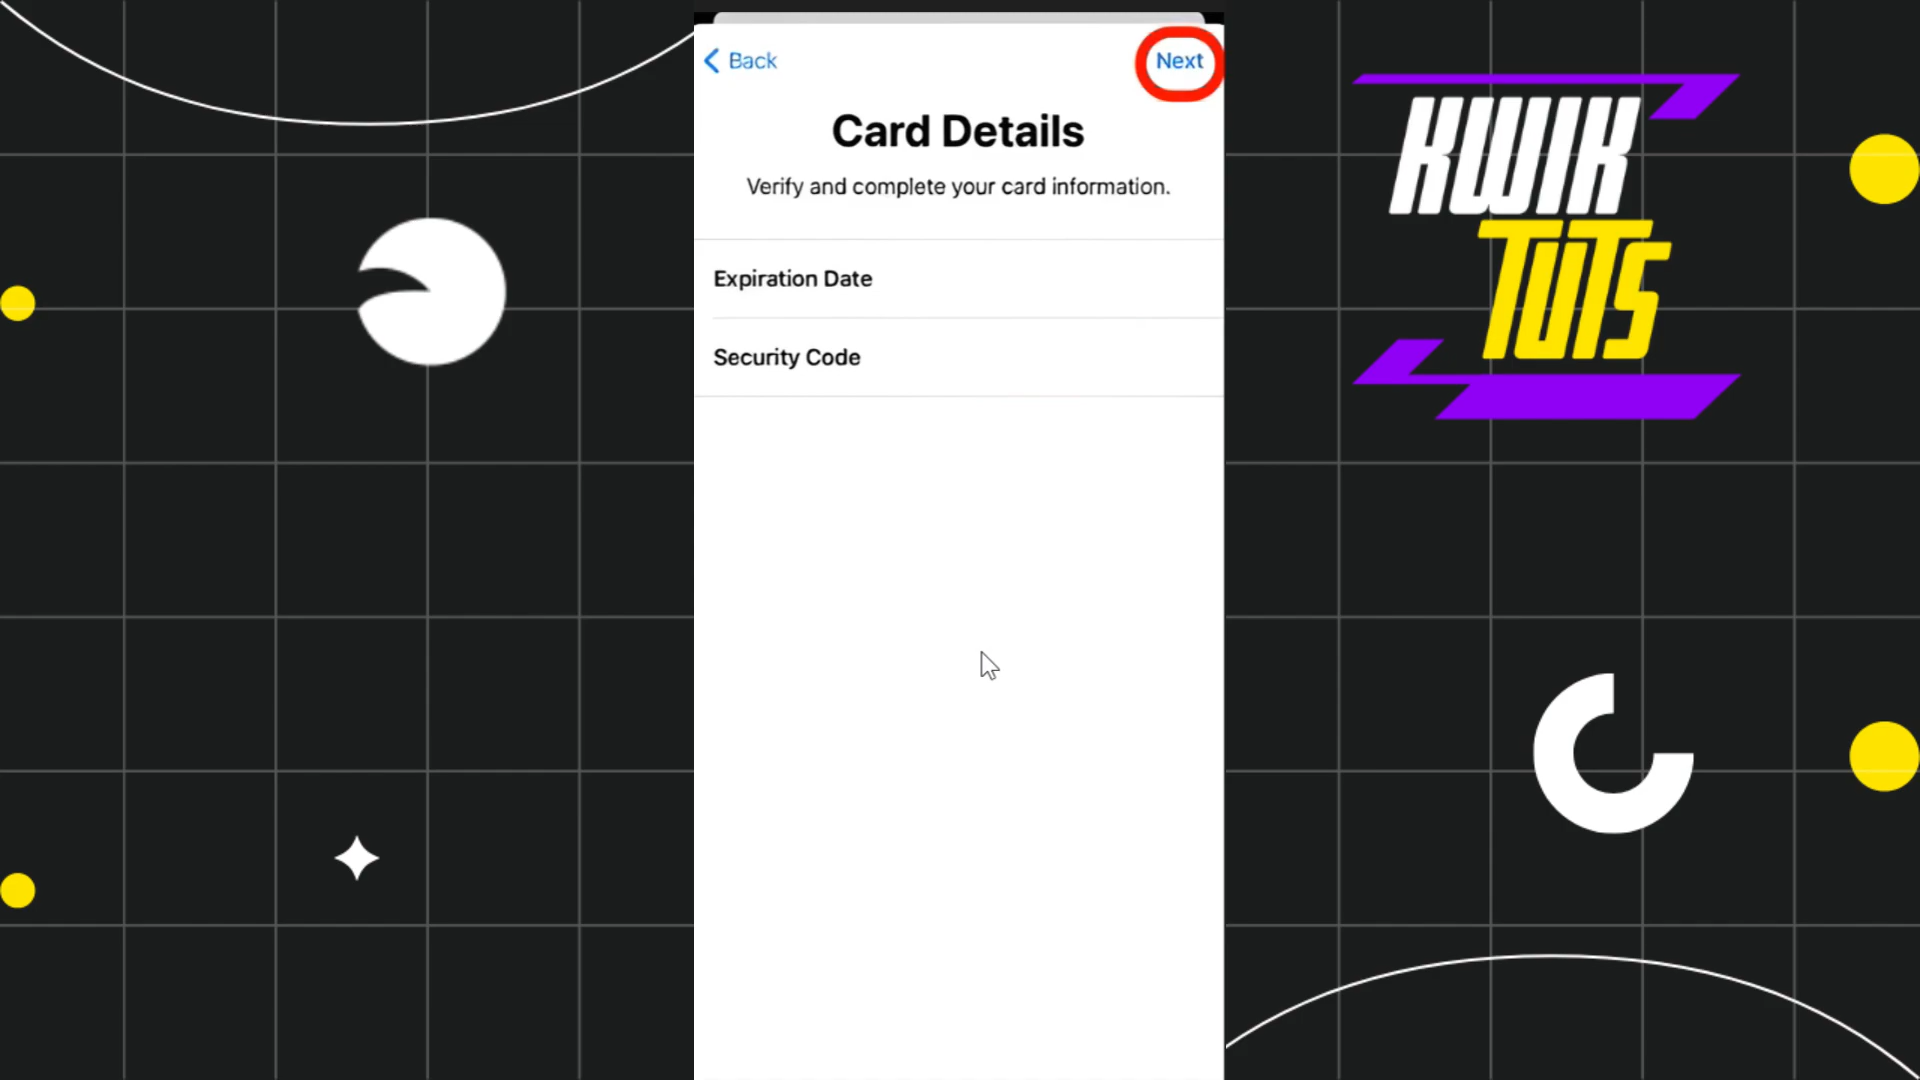 Back
Next
Card Details
Verify and complete your card information.
Expiration Date
Security Code
KWIK
TUTS